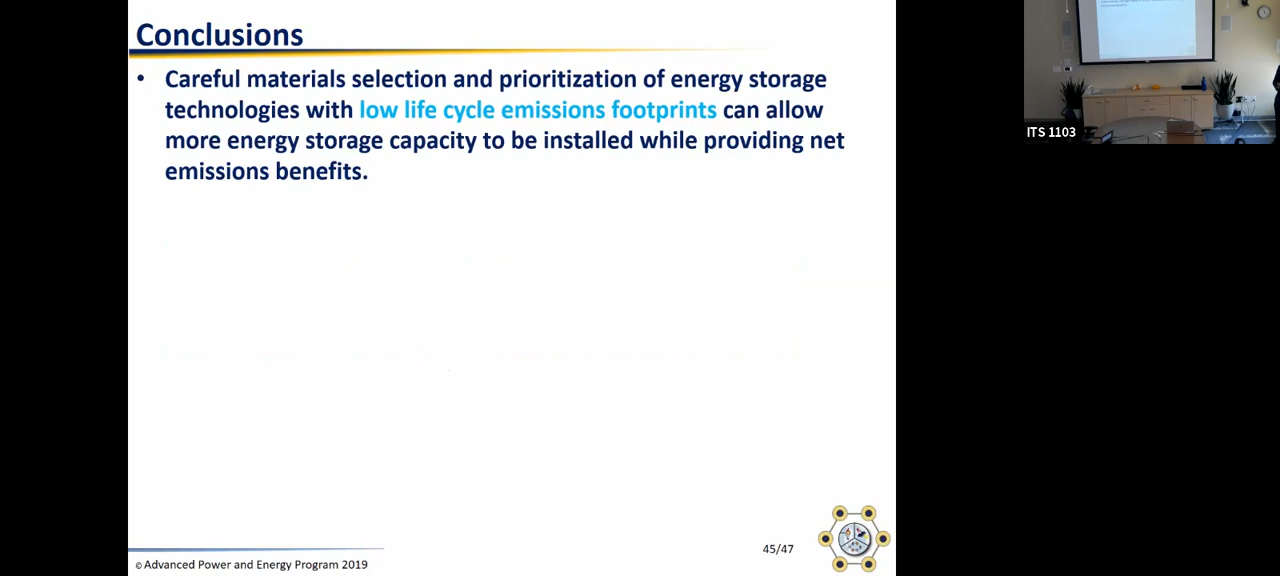 Conclusions
• Careful materials selection and prioritization of energy storage
technologies with low life cycle emissions footprints can allow
more energy storage capacity to be installed while providing net
emissions benefits.
ITS 1103
45/47
© Advanced Power and Energy Program 2019